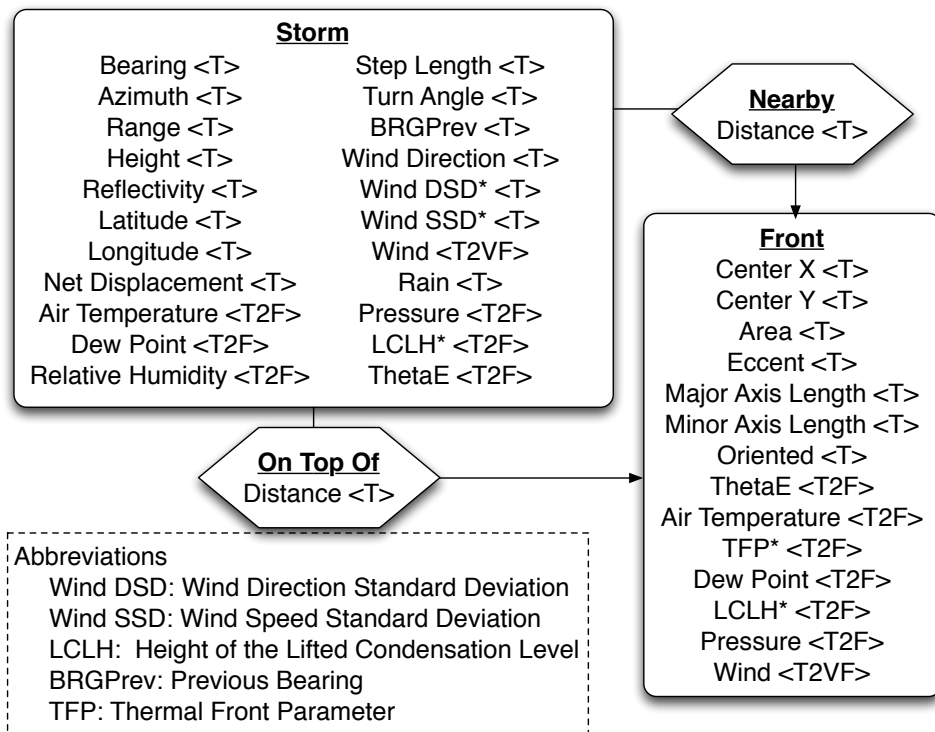 Storm
Bearing <T>
Azimuth <T>
Range <T>
Height <T>
Reflectivity <T>
Latitude <T>
Longitude <T>
Net Displacement <T>
Air Temperature <T2F>
Dew Point <T2F>
Relative Humidity <T2F>
Step Length <T>
Turn Angle <T>
BRGPrev <T>
Wind Direction <T>
Wind DSD* <T>
Wind SSD* <T>
Wind <T2VF>
Rain <T>
Pressure <T2F>
LCLH* <T2F>
ThetaE <T2F>
Nearby
Distance <T>
Front
Center X <T>
Center Y <T>
Area <T>
Eccent <T>
Major Axis Length <T>
Minor Axis Length <T>
Oriented <T>
ThetaE <T2F>
Air Temperature <T2F>
TFP* <T2F>
Dew Point <T2F>
LCLH* <T2F>
Pressure <T2F>
Wind <T2VF>
On Top Of
Distance <T>
Abbreviations
Wind DSD: Wind Direction Standard Deviation
Wind SSD: Wind Speed Standard Deviation
LCLH: Height of the Lifted Condensation Level
BRGPrev: Previous Bearing
TFP: Thermal Front Parameter